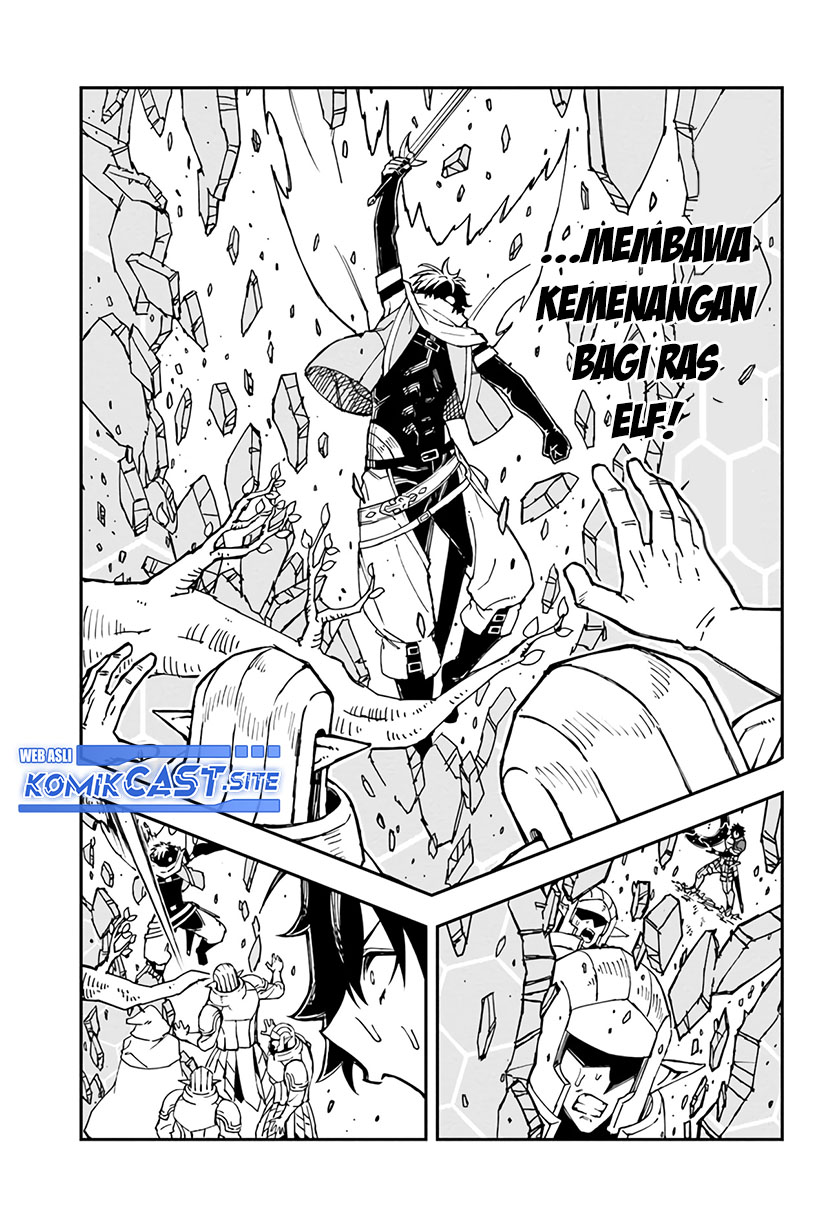 ...MEMBAWA
KEMENANGAN
BAGI RAS
ELF!
WEB ASLI
KOMIKCAST.SITE